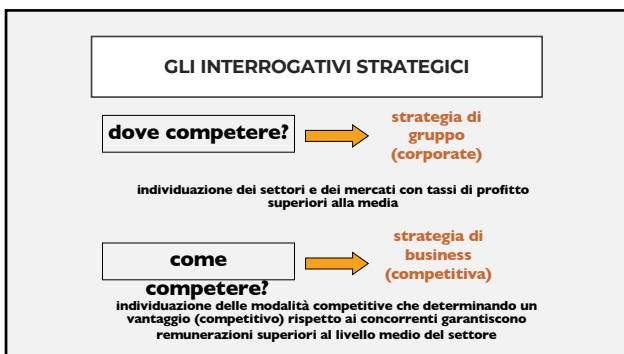 GLI INTERROGATIVI STRATEGICI
dove competere?
strategia di
gruppo
(corporate)
individuazione dei settori e dei mercati con tassi di profitto
superiori alla media
come
competere?
strategia di
business
(competitiva)
individuazione delle modalità competitive che determinando un
vantaggio (competitivo) rispetto ai concorrenti garantiscono
remunerazioni superiori al livello medio del settore